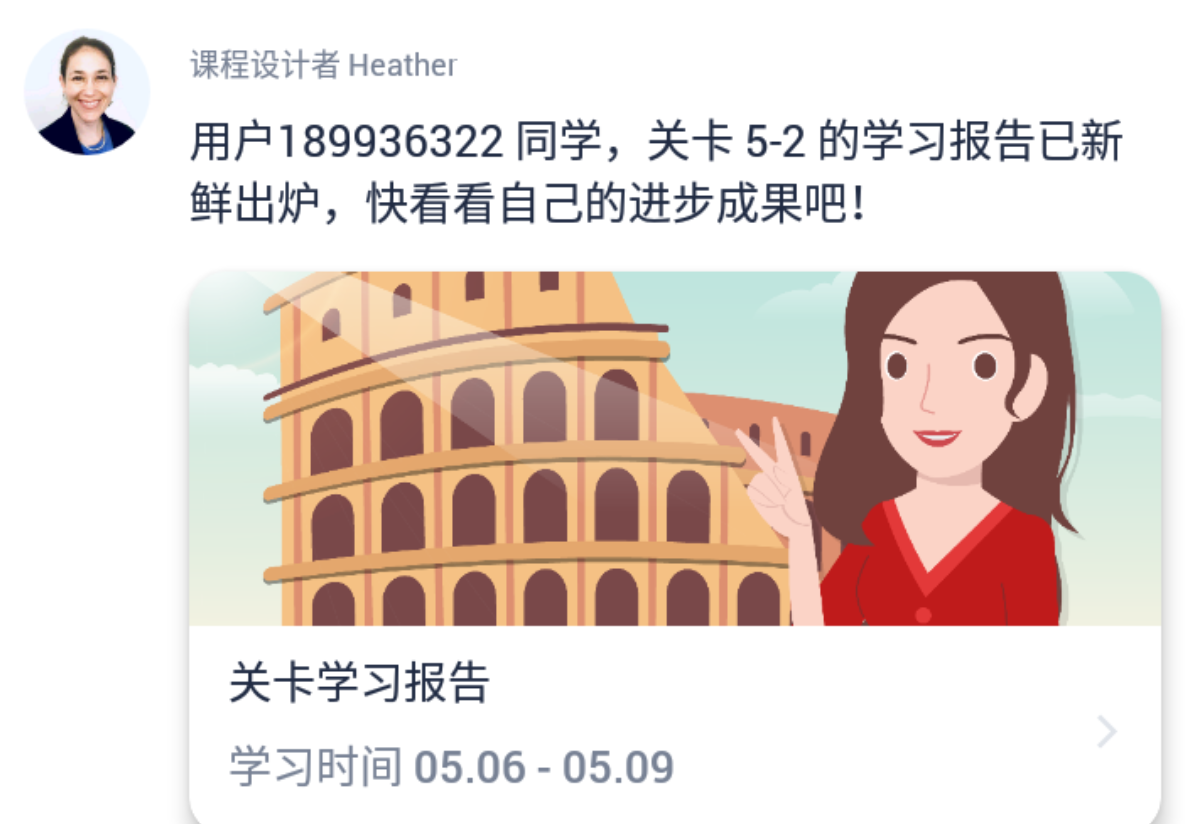 课程设计者 Heather
用户189936322 同学，关卡 5-2 的学习报告已新
鲜出炉，快看看自己的进步成果吧！
关卡学习报告
学习时间 05.06 - 05.09